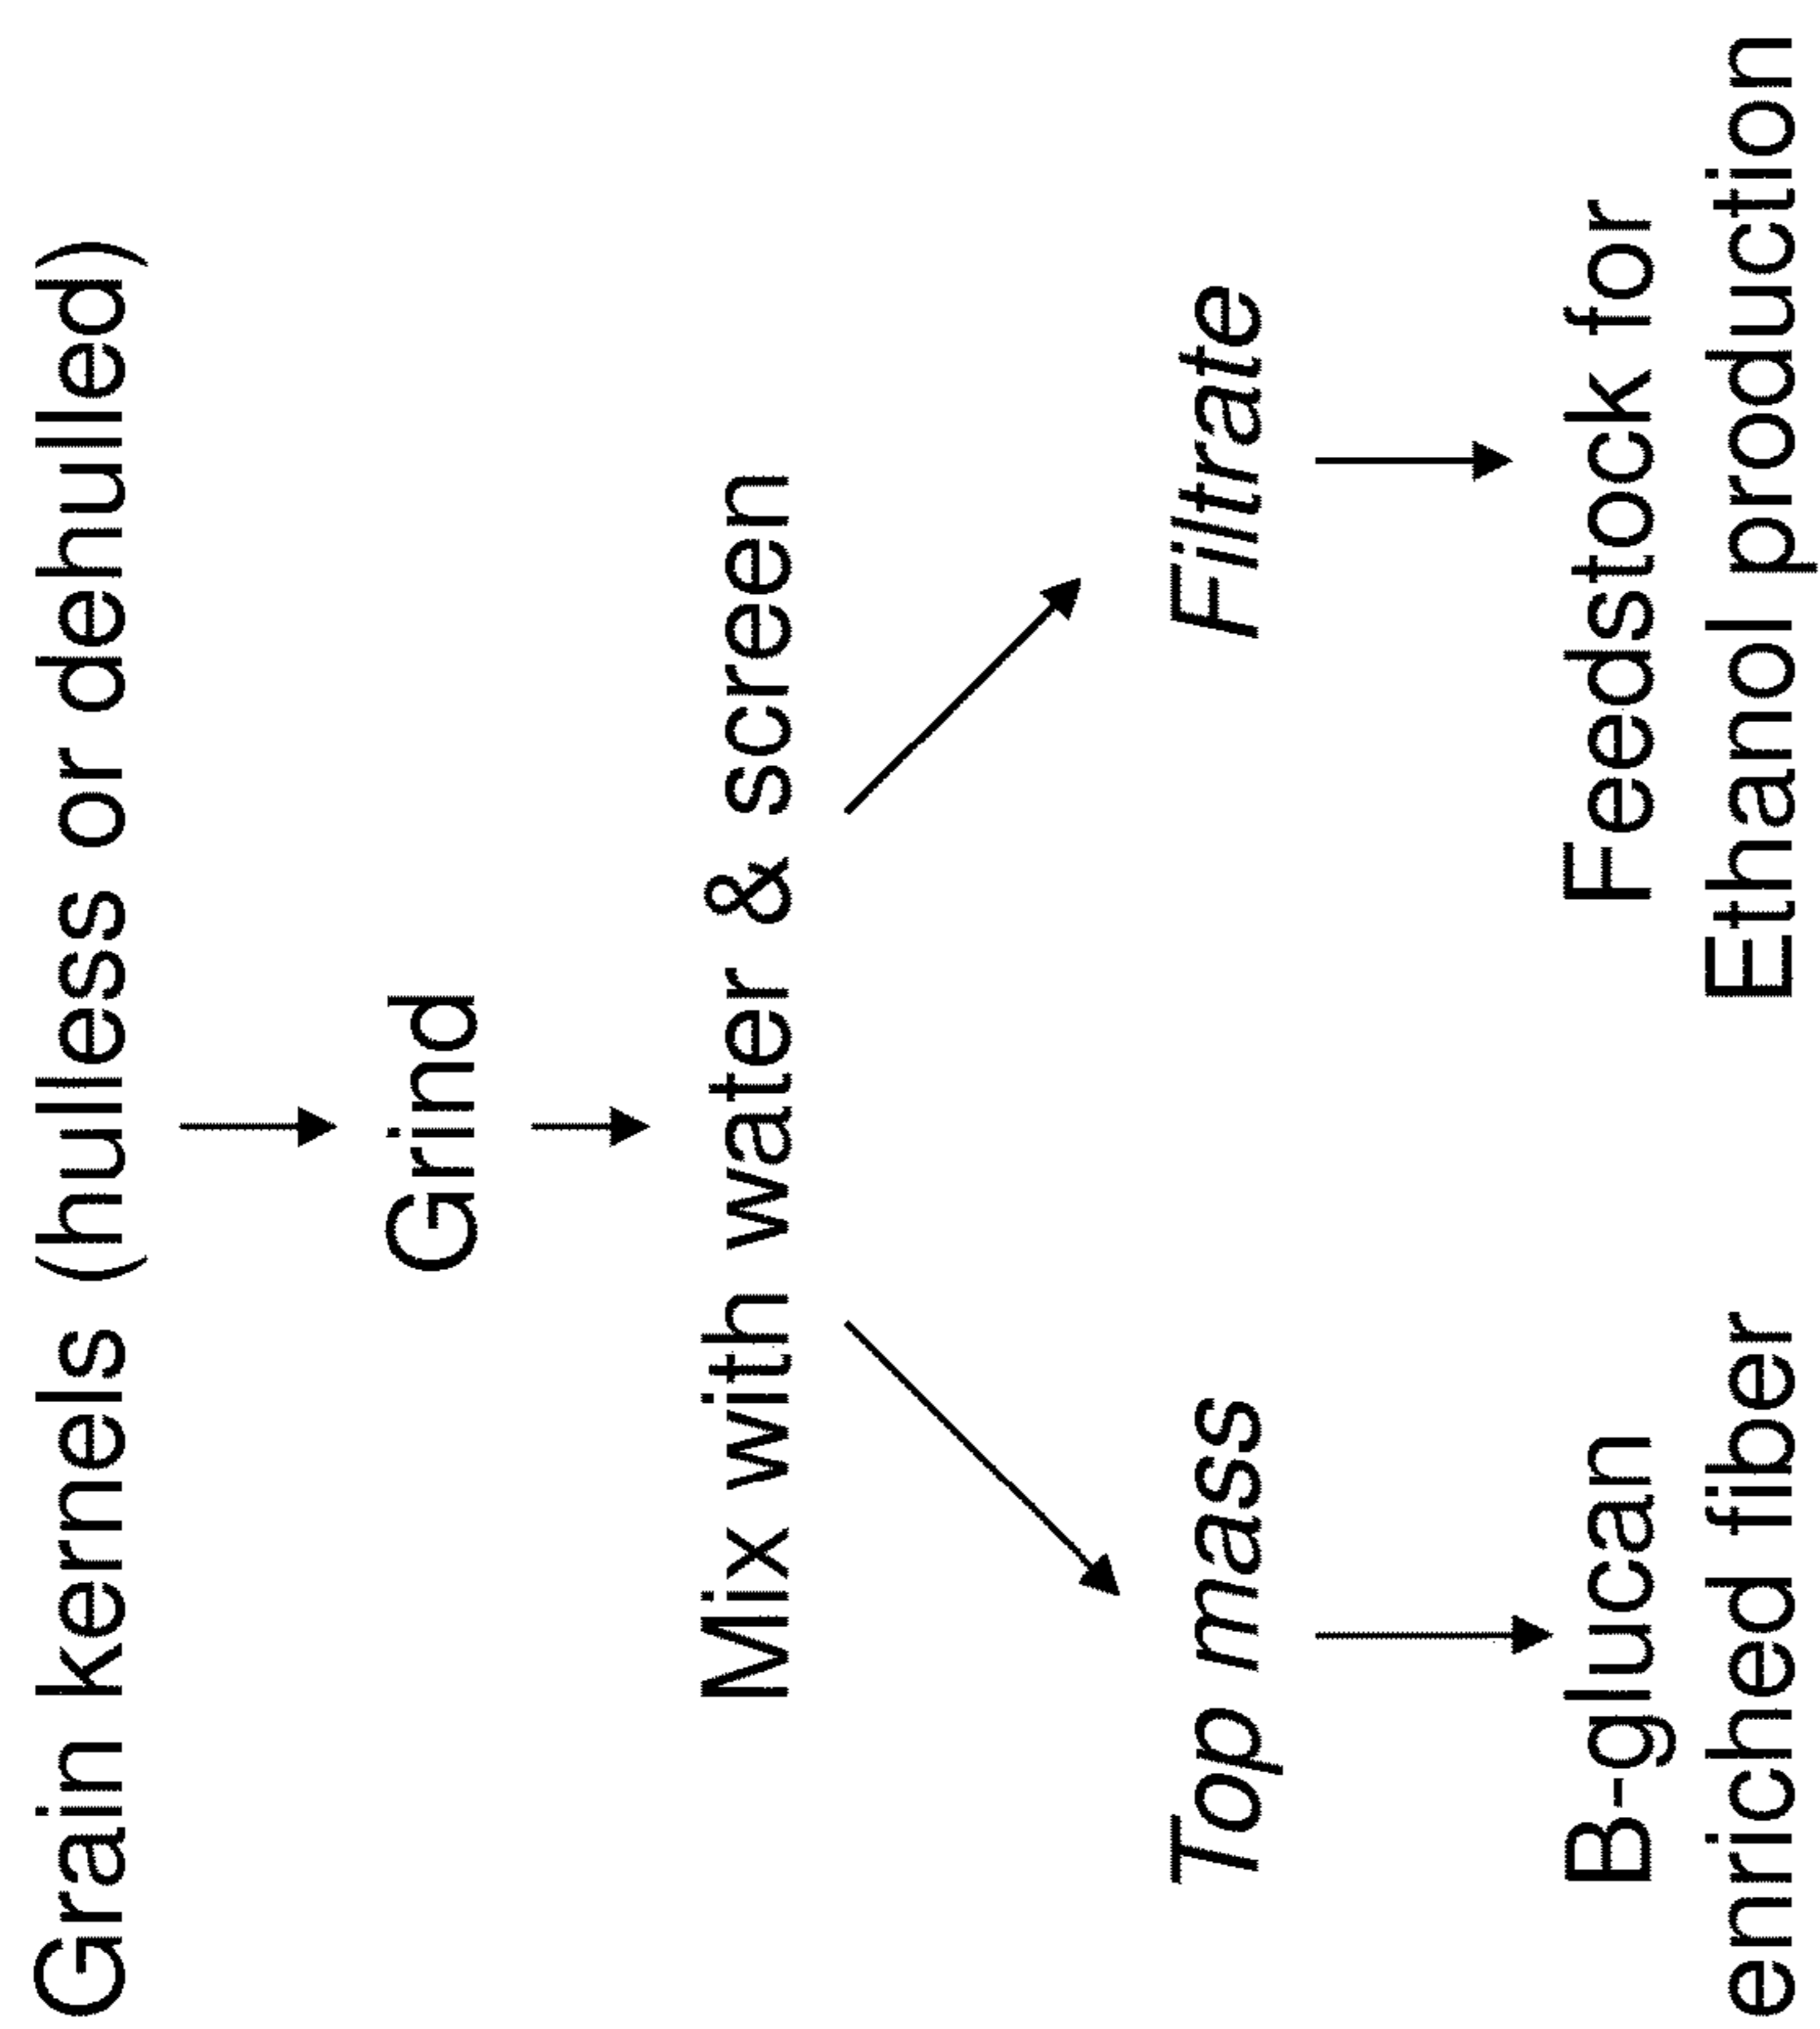 Grain kernels (hulless or dehulled)
Grind
Mix with water & screen
Top mass
Filtrate
B-glucan
enriched fiber
Feedstock for
Ethanol production